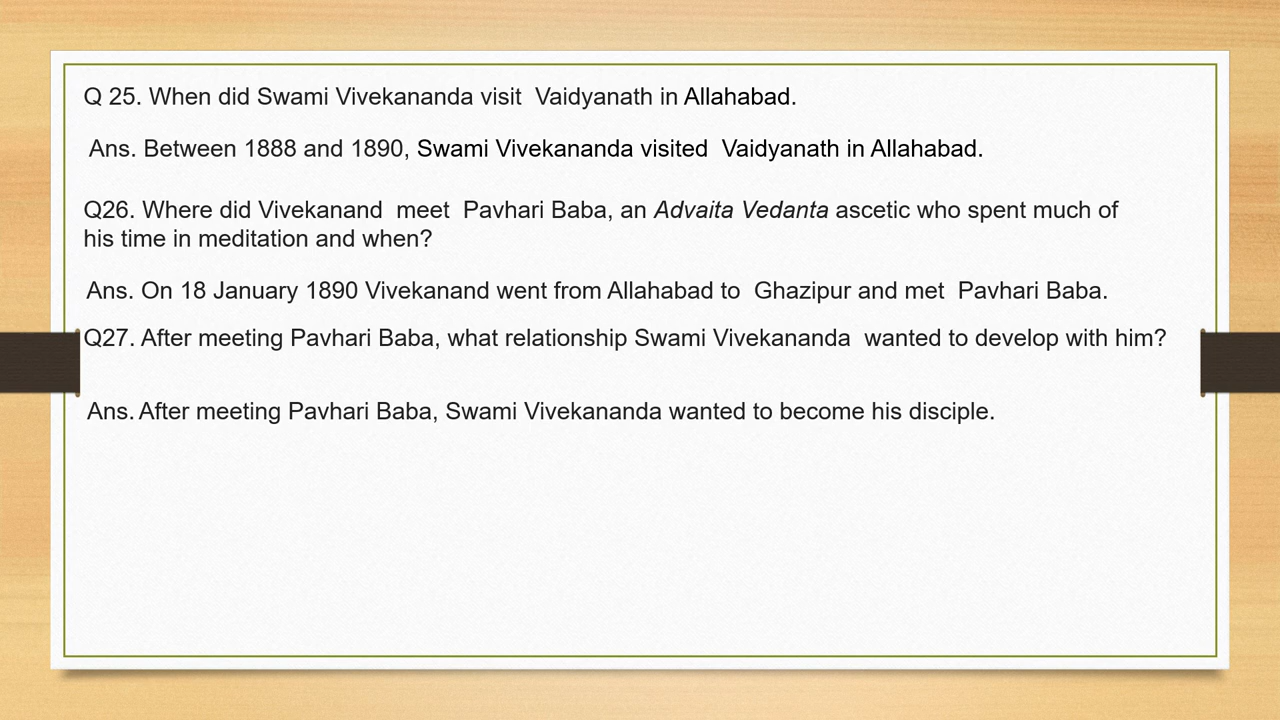 Q 25. When did Swami Vivekananda visit  Vaidyanath in Allahabad.
Ans. Between 1888 and 1890, Swami Vivekananda visited  Vaidyanath in Allahabad.
Q26. Where did Vivekanand  meet  Pavhari Baba, an Advaita Vedanta ascetic who spent much of
his time in meditation and when?
Ans. On 18 January 1890 Vivekanand went from Allahabad to  Ghazipur and met  Pavhari Baba.
Q27. After meeting Pavhari Baba, what relationship Swami Vivekananda  wanted to develop with him?
Ans. After meeting Pavhari Baba, Swami Vivekananda wanted to become his disciple.